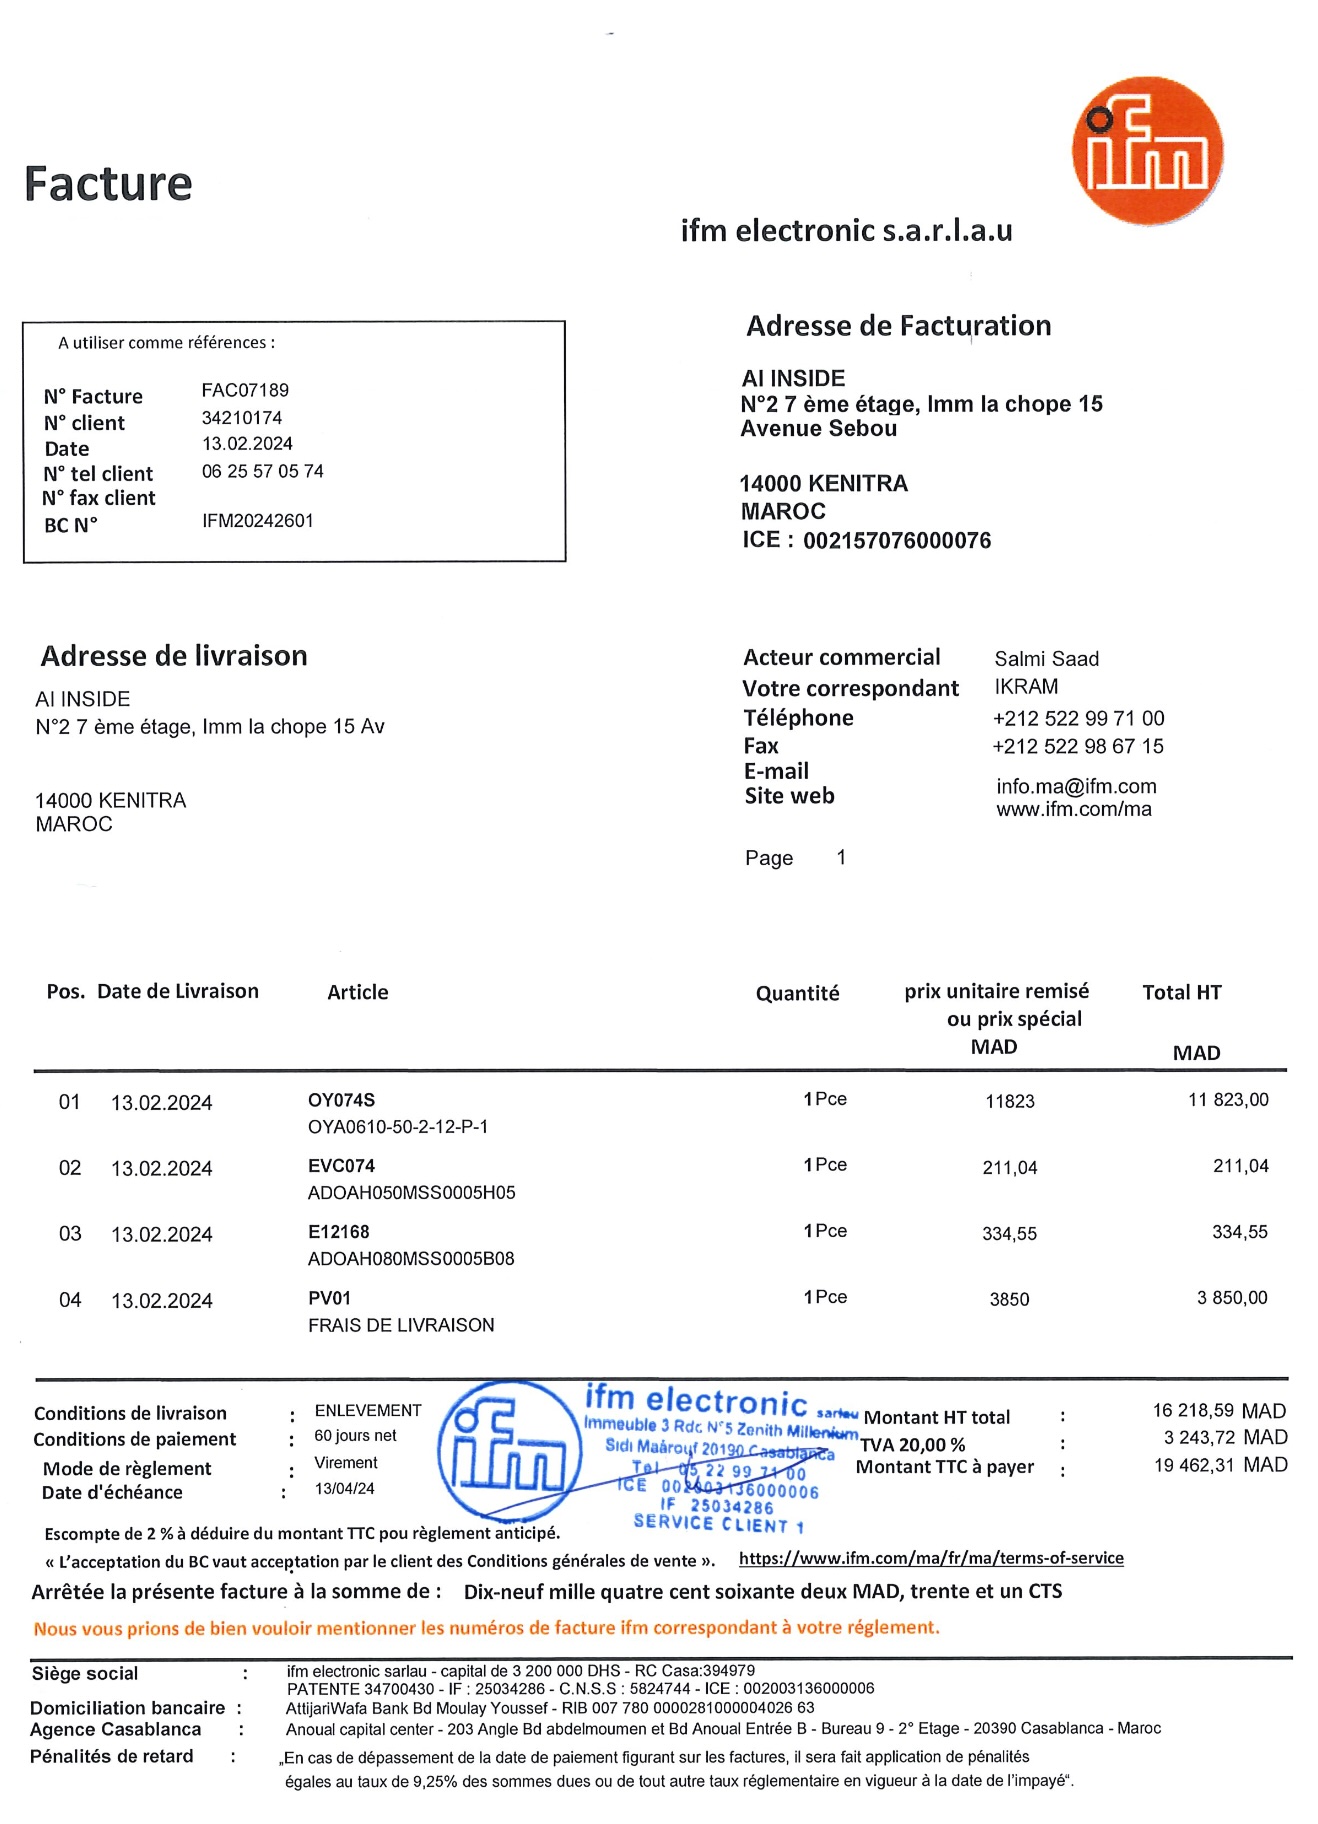 ifm
Facture
ifm electronic s.a.r.l.a.u
A utiliser comme références :
N° Facture FAC07189
N° client 34210174
Date 13.02.2024
N° tel client 06 25 57 05 74
N° fax client
BC N° IFM20242601
Adresse de Facturation
AI INSIDE
N°2 7 ème étage, Imm la chope 15
Avenue Sebou
14000 KENITRA
MAROC
ICE : 002157076000076
Adresse de livraison
AI INSIDE
N°2 7 ème étage, Imm la chope 15 Av
14000 KENITRA
MAROC
Acteur commercial Salmi Saad
Votre correspondant IKRAM
Téléphone +212 522 99 71 00
Fax +212 522 98 67 15
E-mail info.ma@ifm.com
Site web www.ifm.com/ma
Page 1
Pos. Date de Livraison Article Quantité prix unitaire remisé Total HT
ou prix spécial
MAD MAD
01 13.02.2024 OY074S 1 Pce 11823 11 823,00
OYA0610-50-2-12-P-1
02 13.02.2024 EVC074 1 Pce 211,04 211,04
ADOAH050MSS0005H05
03 13.02.2024 E12168 1 Pce 334,55 334,55
ADOAH080MSS0005B08
04 13.02.2024 PV01 1 Pce 3850 3 850,00
FRAIS DE LIVRAISON
Conditions de livraison : ENLEVEMENT
Conditions de paiement : 60 jours net
Mode de règlement : Virement
Date d'échéance : 13/04/24
ifm
ifm electronic sarlau
Immeuble 3 Rdc N°5 Zenith Millenium
Sidi Maârouf 20190 Casablanca
Tel 05 22 99 71 00
ICE 002003136000006
IF 25034286
SERVICE CLIENT 1
Montant HT total : 16 218,59 MAD
TVA 20,00 % : 3 243,72 MAD
Montant TTC à payer : 19 462,31 MAD
Escompte de 2 % à déduire du montant TTC pou règlement anticipé.
« L'acceptation du BC vaut acceptation par le client des Conditions générales de vente ». https://www.ifm.com/ma/fr/ma/terms-of-service
Arrêtée la présente facture à la somme de : Dix-neuf mille quatre cent soixante deux MAD, trente et un CTS
Nous vous prions de bien vouloir mentionner les numéros de facture ifm correspondant à votre réglement.
Siège social : ifm electronic sarlau - capital de 3 200 000 DHS - RC Casa:394979
PATENTE 34700430 - IF : 25034286 - C.N.S.S : 5824744 - ICE : 002003136000006
Domiciliation bancaire : AttijariWafa Bank Bd Moulay Youssef - RIB 007 780 0000281000004026 63
Agence Casablanca : Anoual capital center - 203 Angle Bd abdelmoumen et Bd Anoual Entrée B - Bureau 9 - 2° Etage - 20390 Casablanca - Maroc
Pénalités de retard : „En cas de dépassement de la date de paiement figurant sur les factures, il sera fait application de pénalités
égales au taux de 9,25% des sommes dues ou de tout autre taux réglementaire en vigueur à la date de l'impayé“.